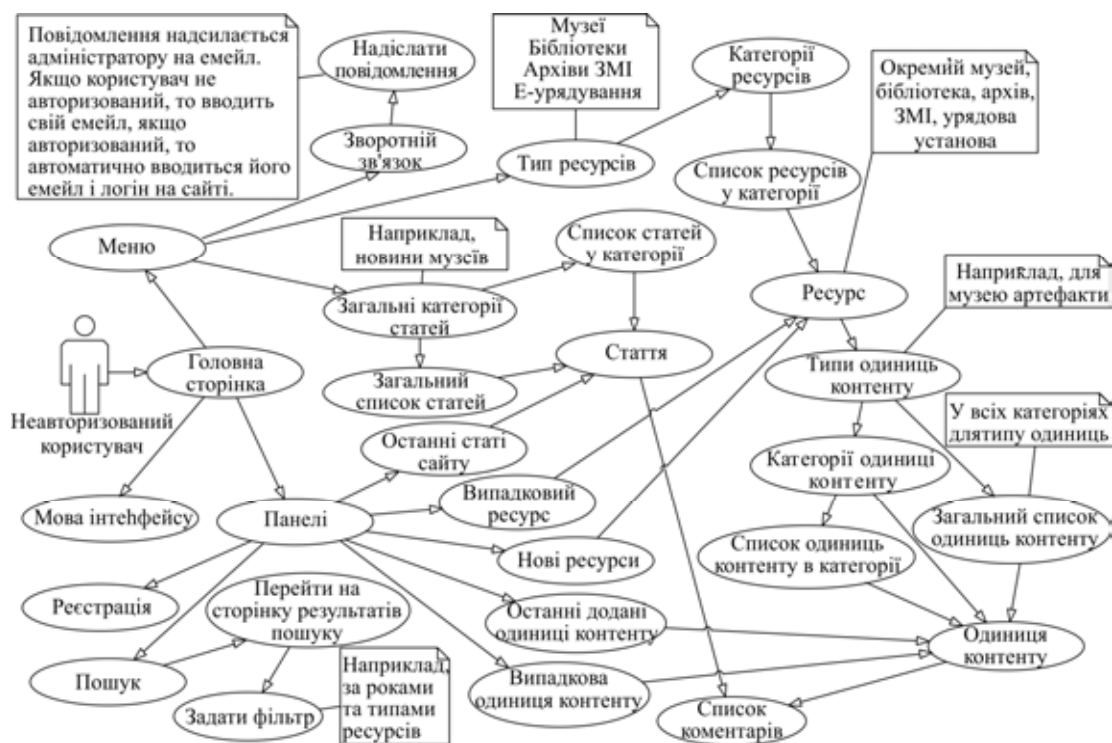 Повідомлення надсилається
адміністратору на емейл.
Якщо користувач не
авторизований, то вводить
свій емейл, якщо
авторизований, то
автоматично вводиться його
емейл і логін на сайті.
Надіслати
повідомлення
Зворотній
зв'язок
Музеї
Бібліотеки
Архіви ЗМІ
Е-урядування
Тип ресурсів
Категорії
ресурсів
Список ресурсів
у категорії
Окремий музей,
бібліотека, архів,
ЗМІ, урядова
установа
Меню
Наприклад,
новини музсїв
Загальні категорії
статей
Список статей
у категорії
Ресурс
Наприклад, для
музею артефакти
Неавторизований
користувач
Головна
сторінка
Загальний
список статей
Стаття
Типи одиниць
контенту
У всіх категоріях
длятипу одиниць
Останні статі
сайту
Категорії одиниці
контенту
Мова інтеhфейсу
Панелі
Випадковий
ресурс
Нові ресурси
Список одиниць
контенту в категорії
Загальний список
одиниць контенту
Реєстрація
Перейти на
сторінку результатів
пошуку
Останні додані
одиниці контенту
Одиниця
контенту
Пошук
Задати фільтр
Наприклад,
за роками
та типами
ресурсів
Випадкова
одиниця контенту
Список
коментарів